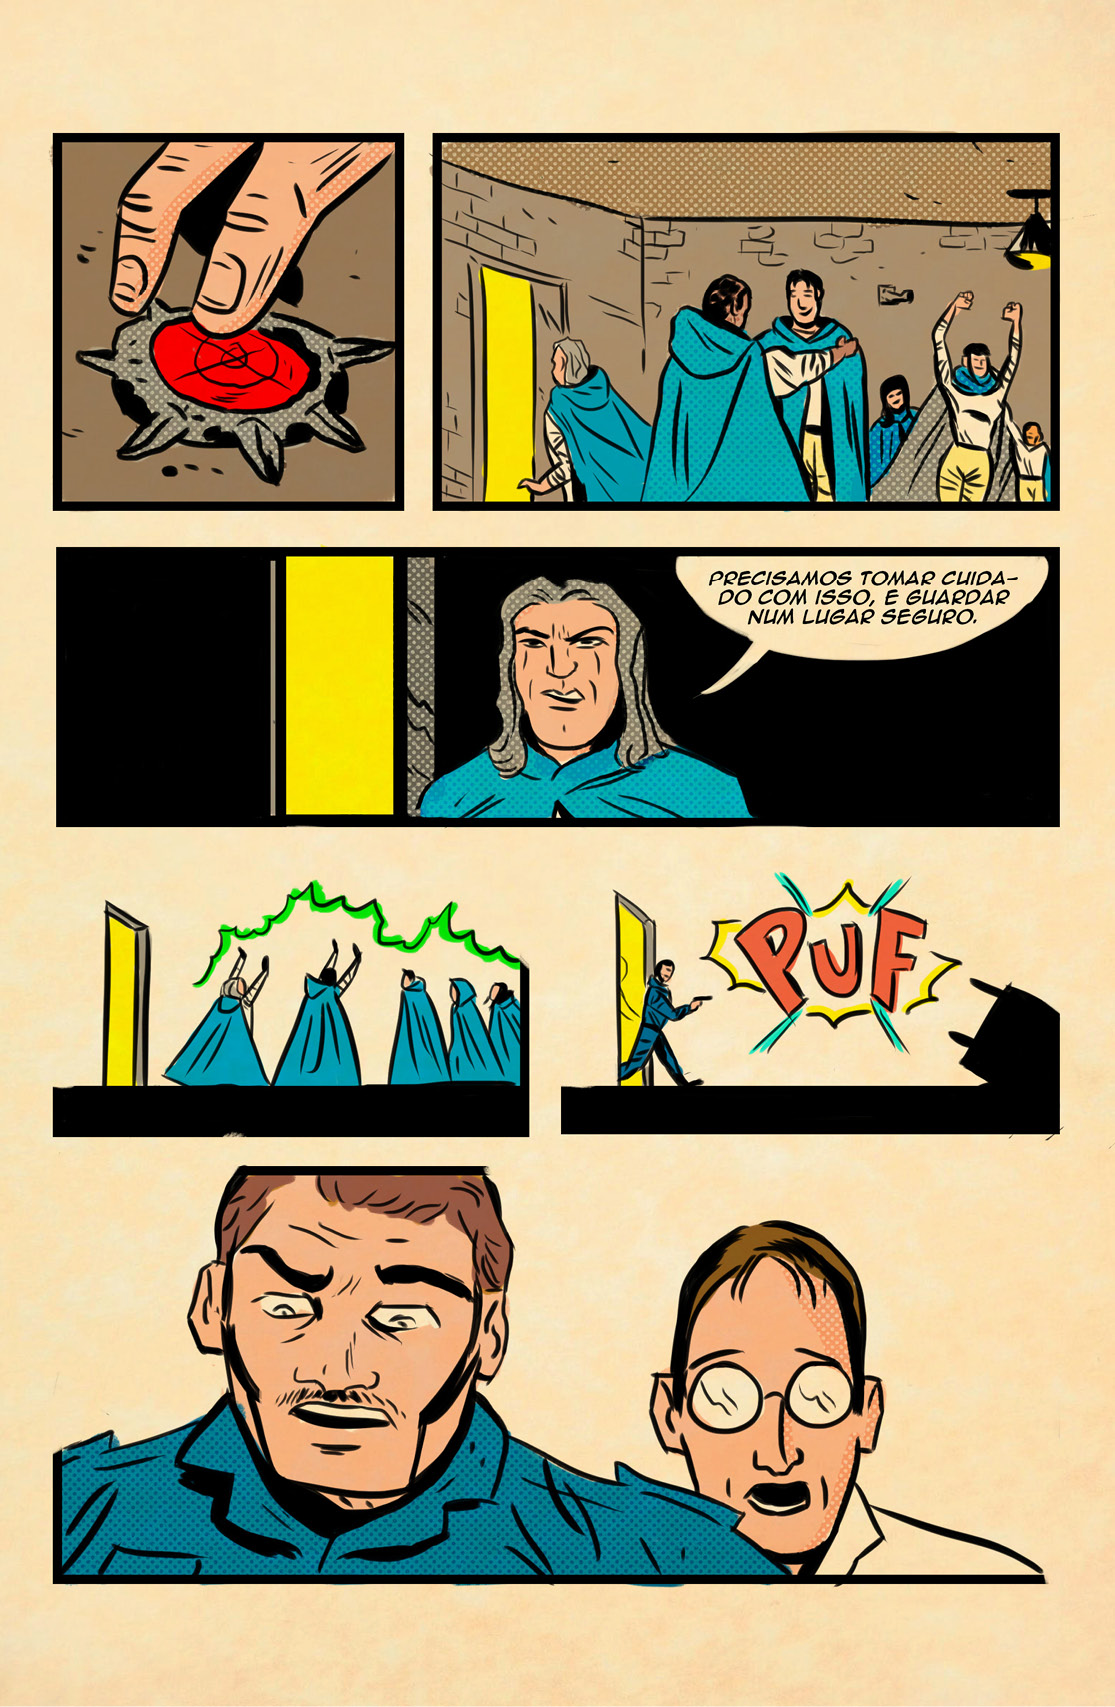 PRECISAMOS TOMAR CUIDA-
DO COM ISSO, E GUARDAR
NUM LUGAR SEGURO.
PUF